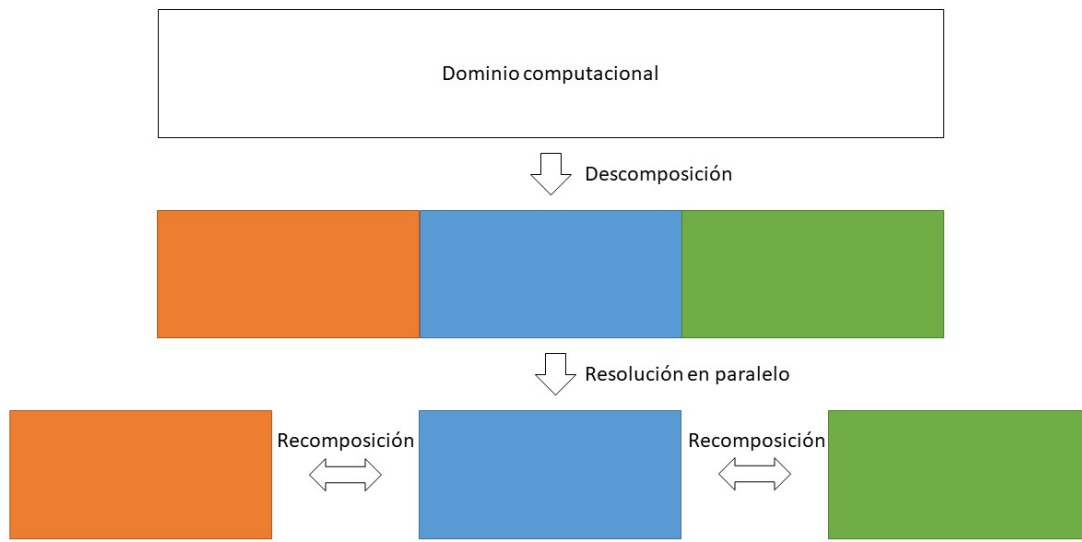 Dominio computacional
Descomposición
Resolución en paralelo
Recomposición
Recomposición